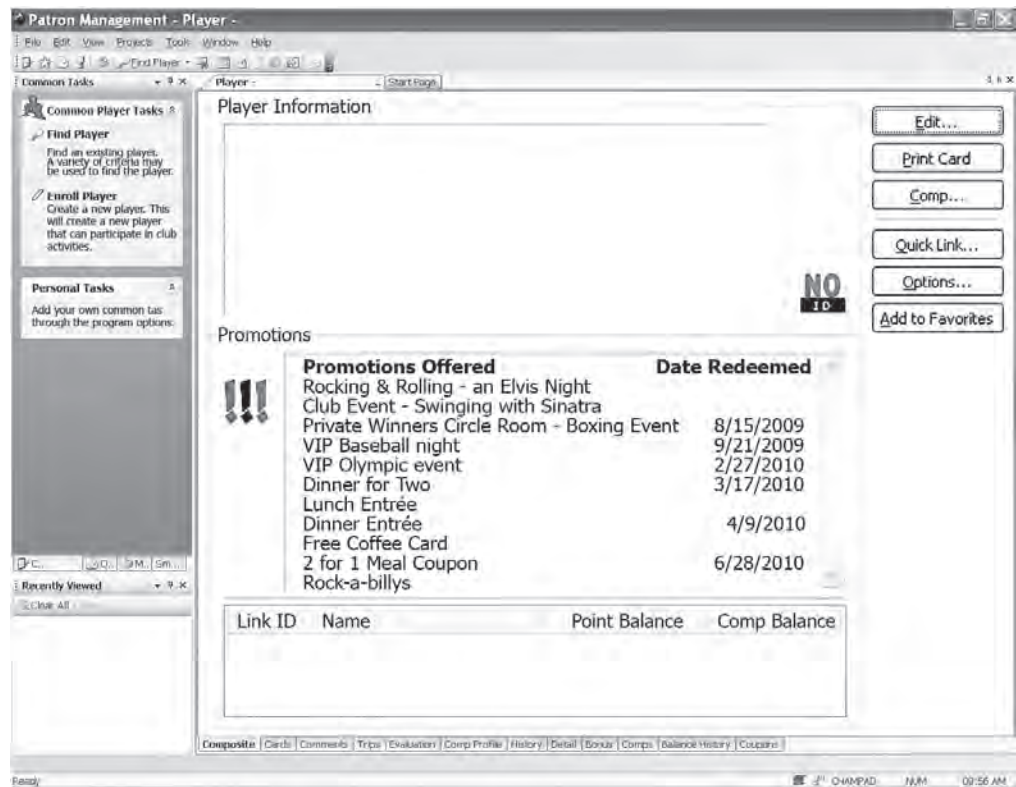 Patron Management - Player -
File Edit View Projects Tools Window Help
Find Player
Common Tasks
Player -
Start Page
Common Player Tasks
Find Player
Find an existing player.
A variety of criteria may
be used to find the player.
Enroll Player
Create a new player. This
will create a new player
that can participate in club
activities.
Personal Tasks
Add your own common tas
through the program options.
C... Q... M... Sm...
Recently Viewed
Clear All
Player Information
NO
ID
Edit...
Print Card
Comp...
Quick Link...
Options...
Add to Favorites
Promotions
!!!
Promotions Offered Date Redeemed
Rocking & Rolling - an Elvis Night
Club Event - Swinging with Sinatra
Private Winners Circle Room - Boxing Event 8/15/2009
VIP Baseball night 9/21/2009
VIP Olympic event 2/27/2010
Dinner for Two 3/17/2010
Lunch Entrée
Dinner Entrée 4/9/2010
Free Coffee Card
2 for 1 Meal Coupon 6/28/2010
Rock-a-billys
Link ID Name Point Balance Comp Balance
Composite Cards Comments Trips Evaluation Comp Profile History Detail Bonus Comps Balance History Coupons
Ready CHAMPAD NUM 09:56 AM